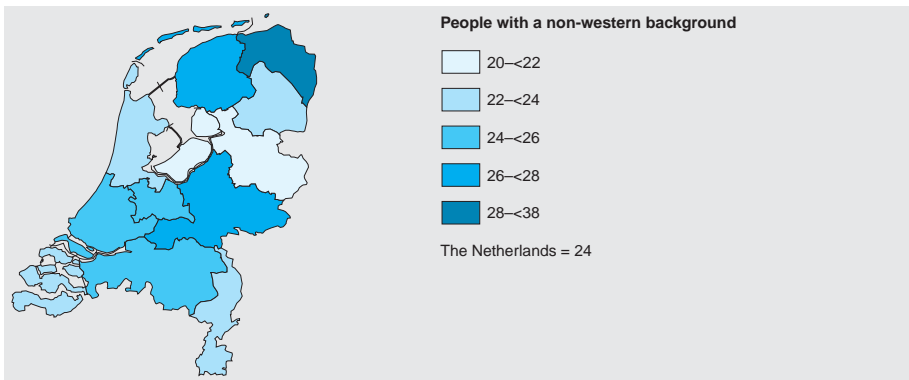 People with a non-western background
20–<22
22–<24
24–<26
26–<28
28–<38
The Netherlands = 24